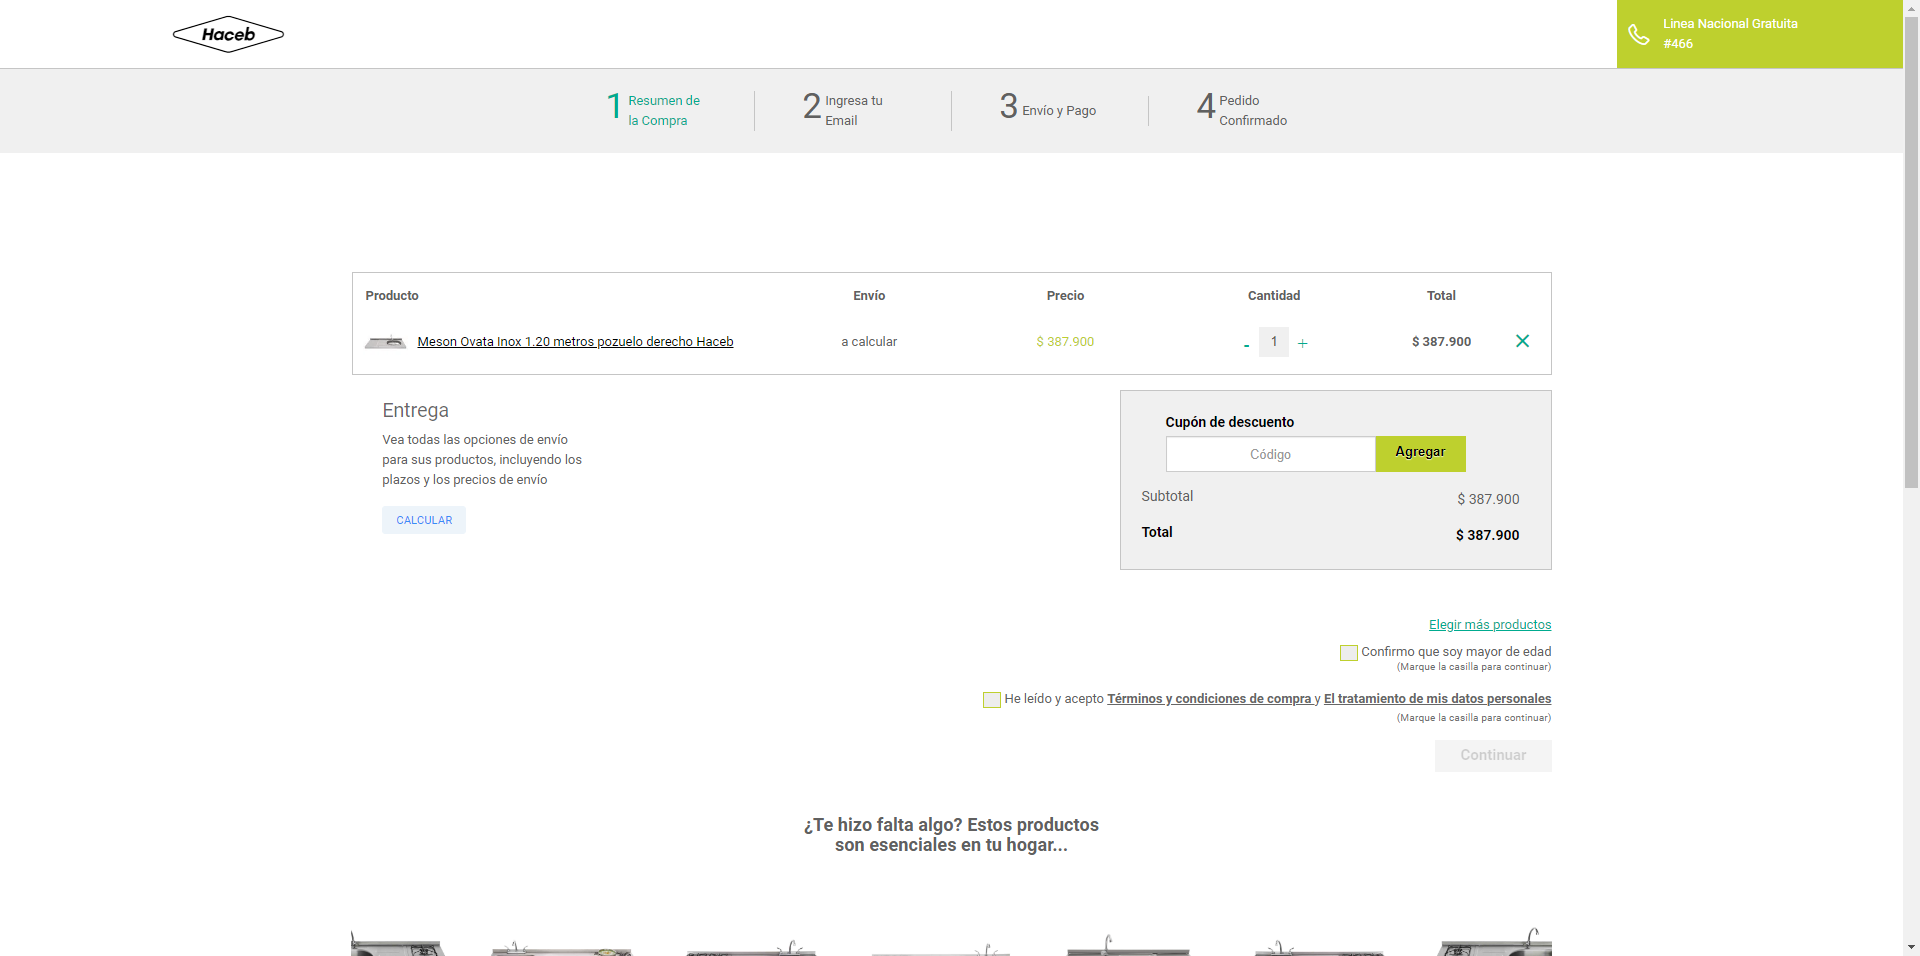 Haceb
Linea Nacional Gratuita
#466
1 Resumen de
la Compra
2 Ingresa tu
Email
3 Envío y Pago
4 Pedido
Confirmado
Producto Envío Precio Cantidad Total
Meson Ovata Inox 1.20 metros pozuelo derecho Haceb a calcular $ 387.900 - 1 + $ 387.900
Entrega
Vea todas las opciones de envío
para sus productos, incluyendo los
plazos y los precios de envío
CALCULAR
Cupón de descuento
Código Agregar
Subtotal $ 387.900
Total $ 387.900
Elegir más productos
Confirmo que soy mayor de edad
(Marque la casilla para continuar)
He leído y acepto Términos y condiciones de compra y El tratamiento de mis datos personales
(Marque la casilla para continuar)
Continuar
¿Te hizo falta algo? Estos productos
son esenciales en tu hogar...